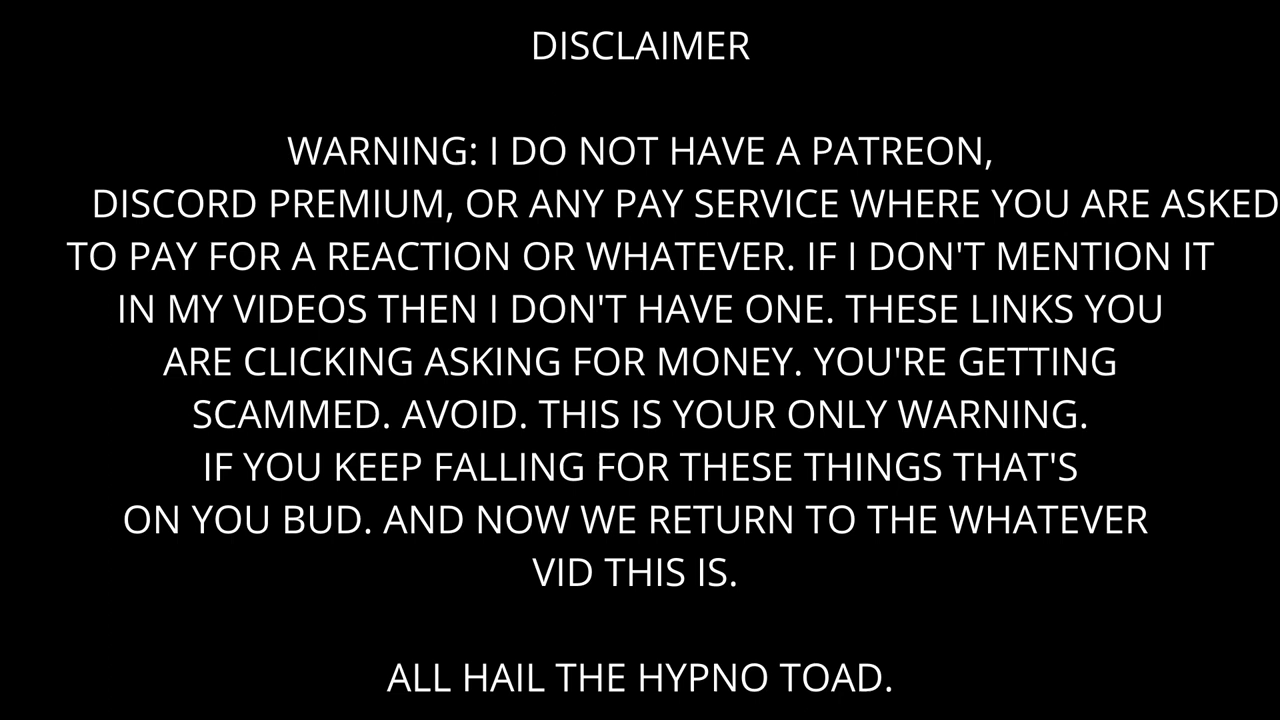 DISCLAIMER
WARNING: I DO NOT HAVE A PATREON,
DISCORD PREMIUM, OR ANY PAY SERVICE WHERE YOU ARE ASKED
TO PAY FOR A REACTION OR WHATEVER. IF I DON'T MENTION IT
IN MY VIDEOS THEN I DON'T HAVE ONE. THESE LINKS YOU
ARE CLICKING ASKING FOR MONEY. YOU'RE GETTING
SCAMMED. AVOID. THIS IS YOUR ONLY WARNING.
IF YOU KEEP FALLING FOR THESE THINGS THAT'S
ON YOU BUD. AND NOW WE RETURN TO THE WHATEVER
VID THIS IS.
ALL HAIL THE HYPNO TOAD.